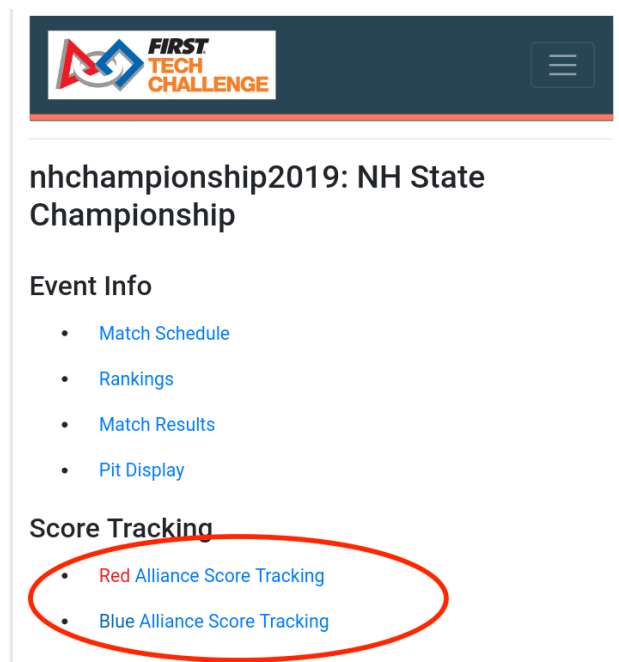 FIRST
TECH
CHALLENGE
nhchampionship2019: NH State
Championship
Event Info
• Match Schedule
• Rankings
• Match Results
• Pit Display
Score Tracking
• Red Alliance Score Tracking
• Blue Alliance Score Tracking